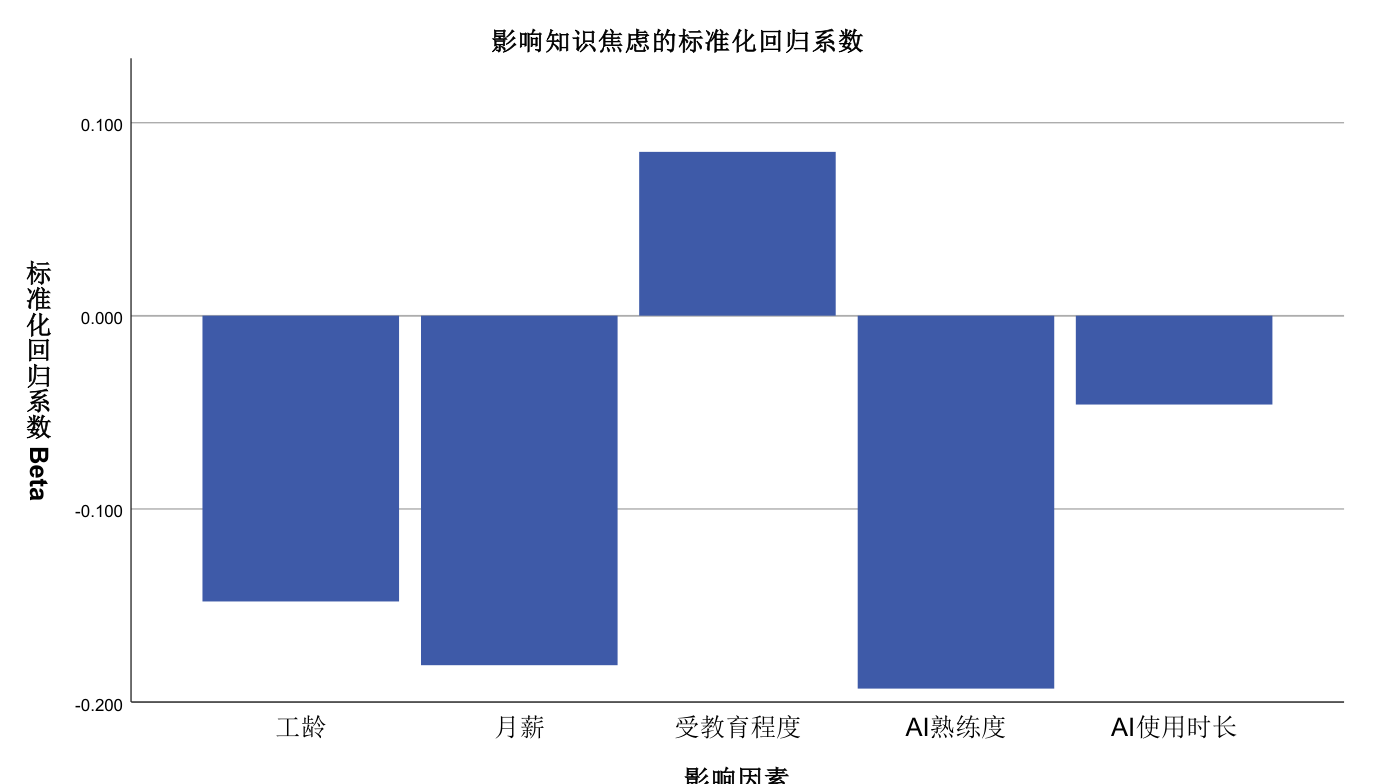 影响知识焦虑的标准化回归系数
标准化回归系数 Beta
0.100
0.000
-0.100
-0.200
工龄
月薪
受教育程度
AI熟练度
AI使用时长
影响因素